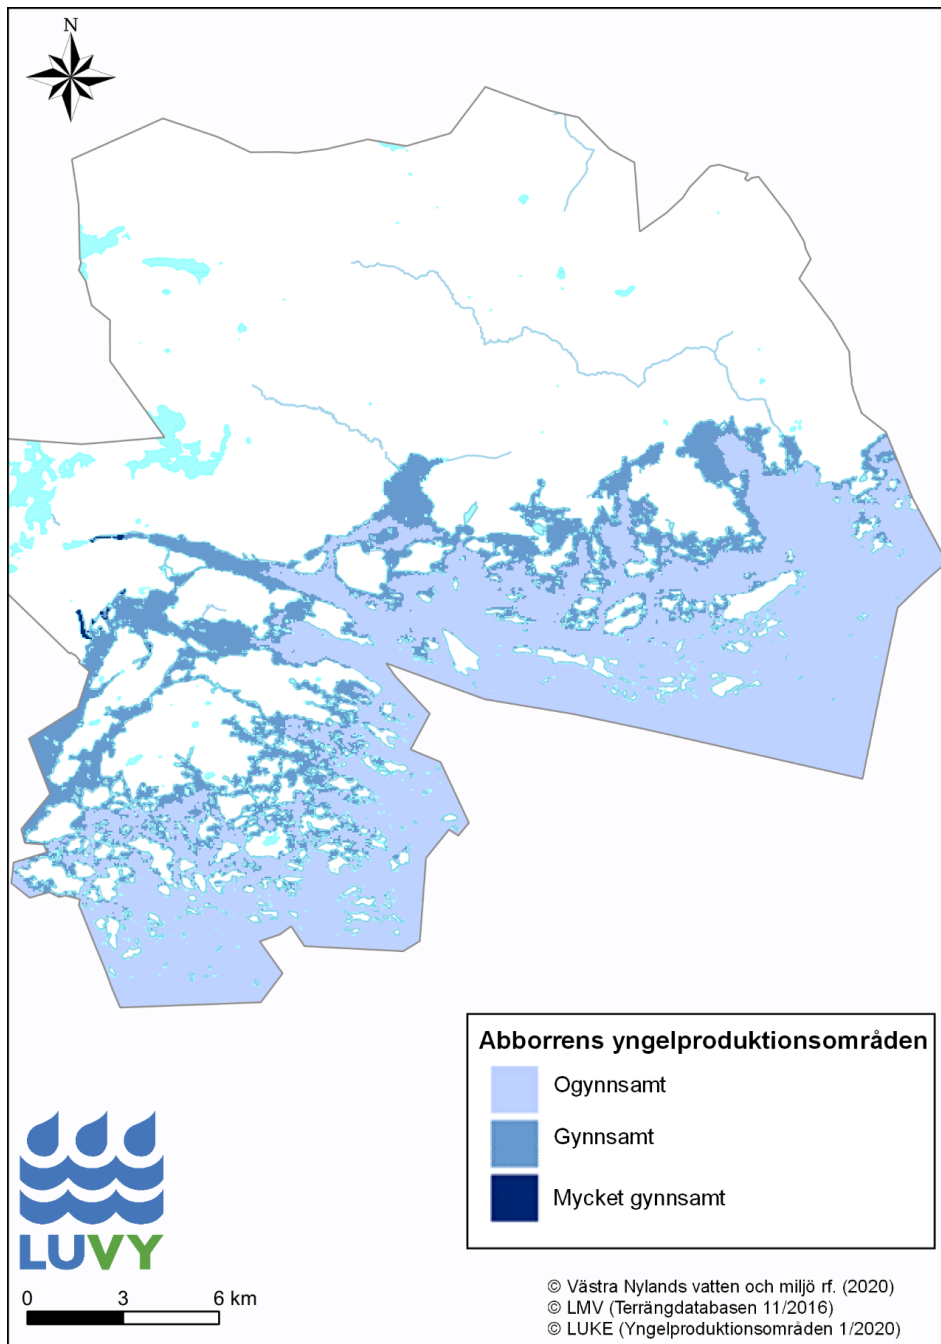 N
Abborrens yngelproduktionsområden
Ogynnsamt
Gynnsamt
Mycket gynnsamt
LUVY
0 3 6 km
© Västra Nylands vatten och miljö rf. (2020)
© LMV (Terrängdatabasen 11/2016)
© LUKE (Yngelproduktionsområden 1/2020)